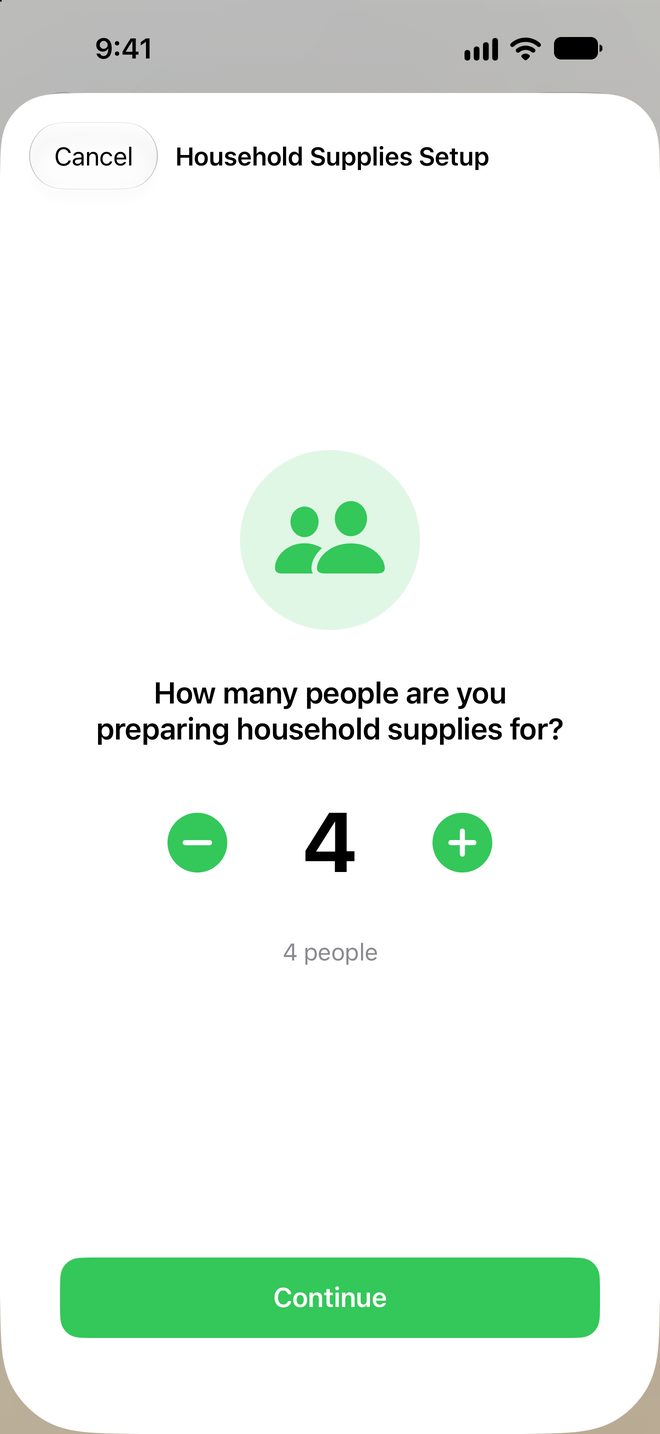 9:41
Cancel
Household Supplies Setup
How many people are you
preparing household supplies for?
4
4 people
Continue